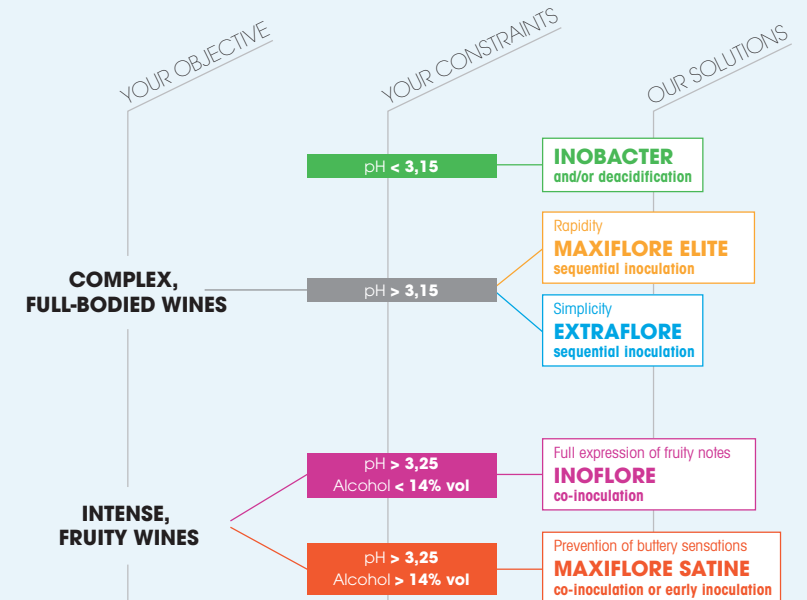 YOUR OBJECTIVE
YOUR CONSTRAINTS
OUR SOLUTIONS
pH < 3,15
INOBACTER
and/or deacidification
COMPLEX,
FULL-BODIED WINES
pH > 3,15
Rapidity
MAXIFLORE ELITE
sequential inoculation
Simplicity
EXTRAFLORE
sequential inoculation
INTENSE,
FRUITY WINES
pH > 3,25
Alcohol < 14% vol
Full expression of fruity notes
INOFLORE
co-inoculation
pH > 3,25
Alcohol > 14% vol
Prevention of buttery sensations
MAXIFLORE SATINE
co-inoculation or early inoculation